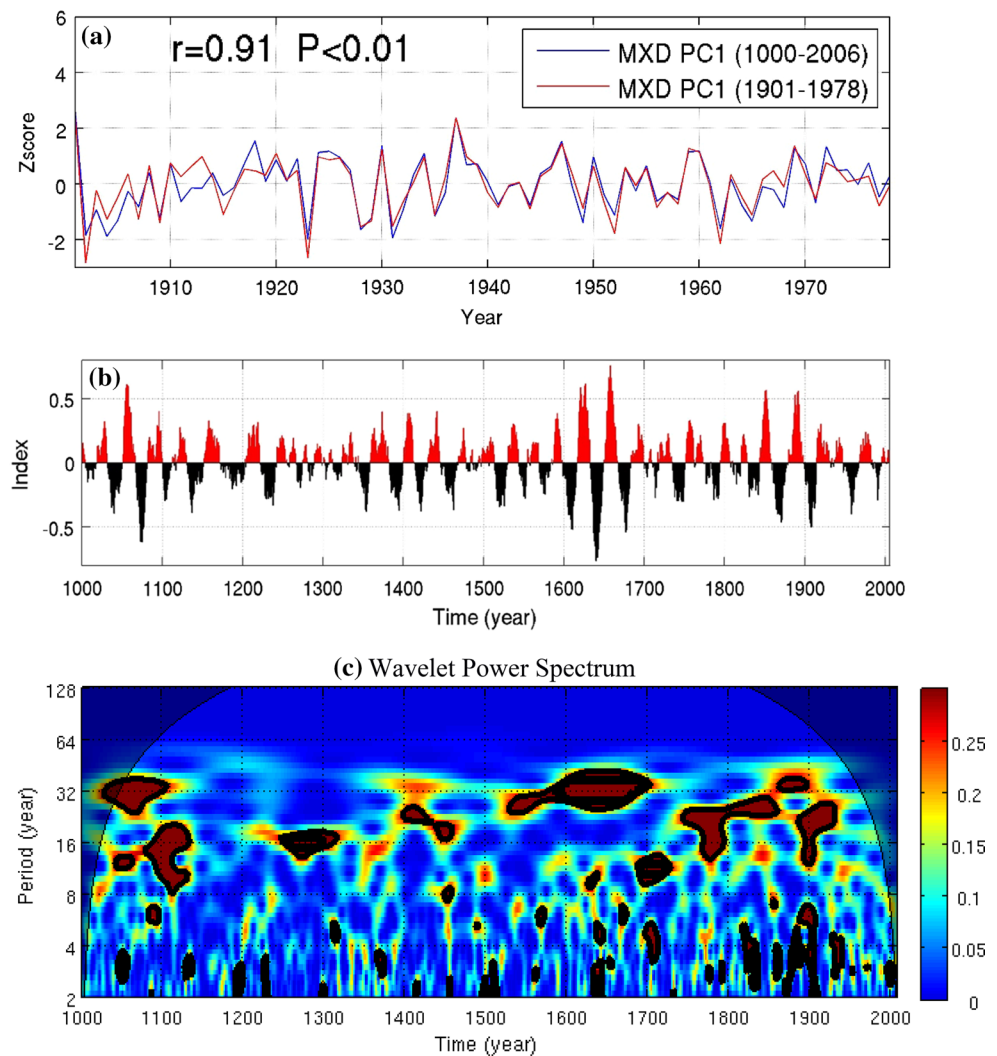 (a)
r=0.91 P<0.01
MXD PC1 (1000-2006)
MXD PC1 (1901-1978)
Zscore
6
4
2
0
-2
1910 1920 1930 1940 1950 1960 1970
Year
(b)
Index
0.5
0
-0.5
1000 1100 1200 1300 1400 1500 1600 1700 1800 1900 2000
Time (year)
(c) Wavelet Power Spectrum
Period (year)
128
64
32
16
8
4
2
1000 1100 1200 1300 1400 1500 1600 1700 1800 1900 2000
Time (year)
0.25
0.2
0.15
0.1
0.05
0